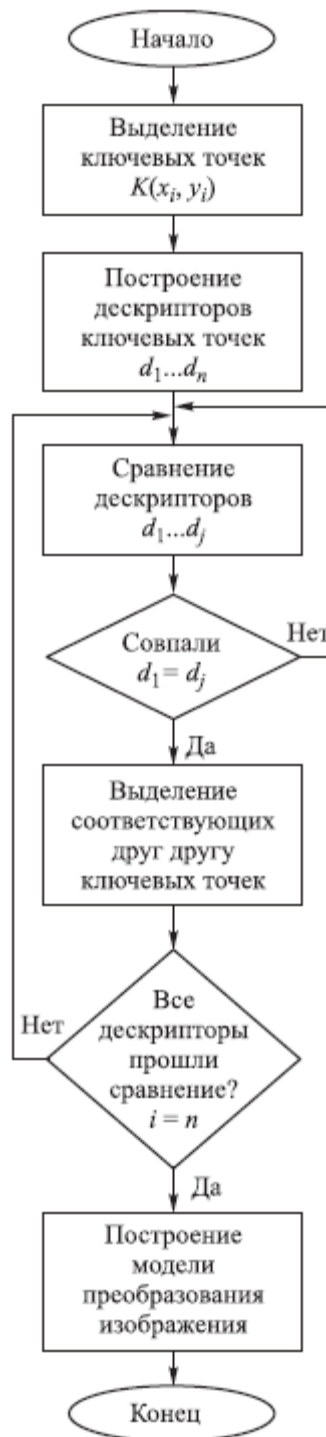 Начало
Выделение
ключевых точек
K(xᵢ, yᵢ)
Построение
дескрипторов
ключевых точек
d₁...dₙ
Сравнение
дескрипторов
d₁...dⱼ
Совпали
d₁ = dⱼ
Нет
Да
Выделение
соответствующих
друг другу
ключевых точек
Нет
Все
дескрипторы
прошли
сравнение?
i = n
Да
Построение
модели
преобразования
изображения
Конец